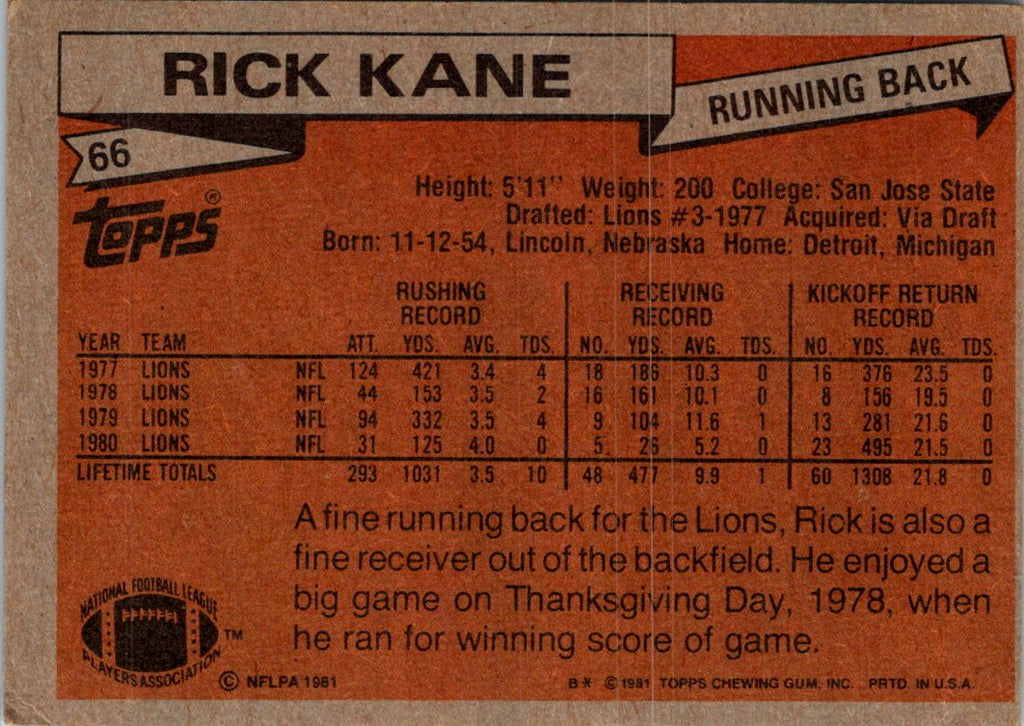 RICK KANE
RUNNING BACK
66
TOPPS®
Height: 5'11" Weight: 200 College: San Jose State
Drafted: Lions #3-1977 Acquired: Via Draft
Born: 11-12-54, Lincoln, Nebraska Home: Detroit, Michigan
RUSHING RECORD RECEIVING RECORD KICKOFF RETURN RECORD
YEAR TEAM ATT. YDS. AVG. TDS. NO. YDS. AVG. TDS. NO. YDS. AVG. TDS.
1977 LIONS NFL 124 421 3.4 4 18 186 10.3 0 16 376 23.5 0
1978 LIONS NFL 44 153 3.5 2 16 161 10.1 0 8 156 19.5 0
1979 LIONS NFL 94 332 3.5 4 9 104 11.6 1 13 281 21.6 0
1980 LIONS NFL 31 125 4.0 0 5 26 5.2 0 23 495 21.5 0
LIFETIME TOTALS 293 1031 3.5 10 48 477 9.9 1 60 1308 21.8 0
A fine running back for the Lions, Rick is also a
fine receiver out of the backfield. He enjoyed a
big game on Thanksgiving Day, 1978, when
he ran for winning score of game.
NATIONAL FOOTBALL LEAGUE
PLAYERS ASSOCIATION
TM
© NFLPA 1981
B* © 1981 TOPPS CHEWING GUM, INC. PRTD. IN U.S.A.